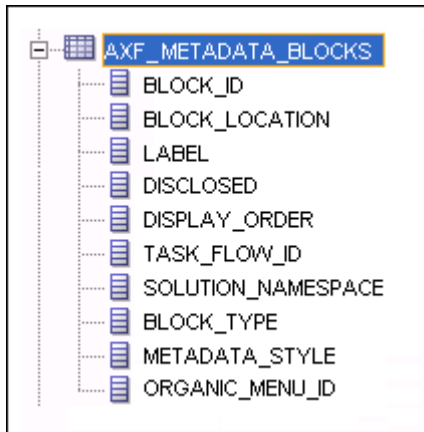 AXF_METADATA_BLOCKS
BLOCK_ID
BLOCK_LOCATION
LABEL
DISCLOSED
DISPLAY_ORDER
TASK_FLOW_ID
SOLUTION_NAMESPACE
BLOCK_TYPE
METADATA_STYLE
ORGANIC_MENU_ID